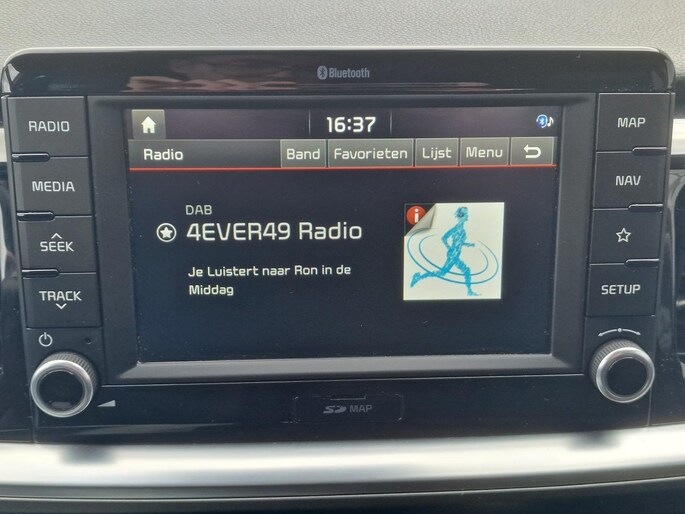 Bluetooth
RADIO
MEDIA
SEEK
TRACK
16:37
Radio
Band
Favorieten
Lijst
Menu
DAB
4EVER49 Radio
Je Luistert naar Ron in de
Middag
i
MAP
NAV
SETUP
SD MAP